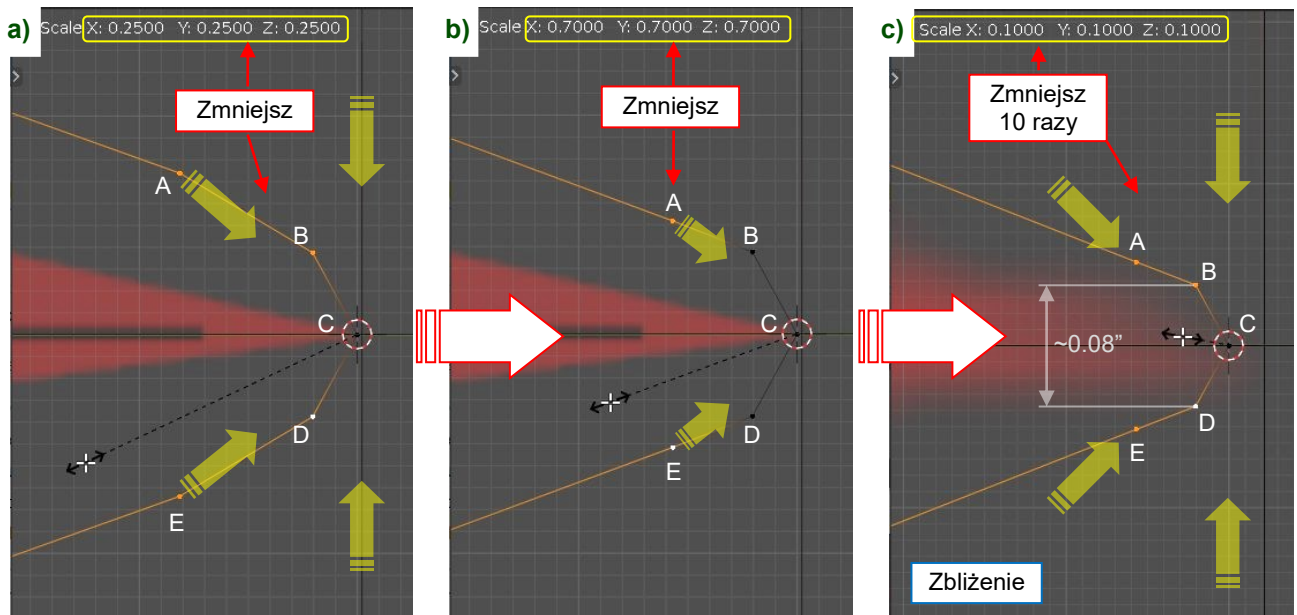 a)
Scale X: 0.2500 Y: 0.2500 Z: 0.2500
Zmniejsz
A
B
C
D
E
b)
Scale X: 0.7000 Y: 0.7000 Z: 0.7000
Zmniejsz
A
B
C
D
E
c)
Scale X: 0.1000 Y: 0.1000 Z: 0.1000
Zmniejsz
10 razy
A
B
C
~0.08”
D
E
Zbliżenie